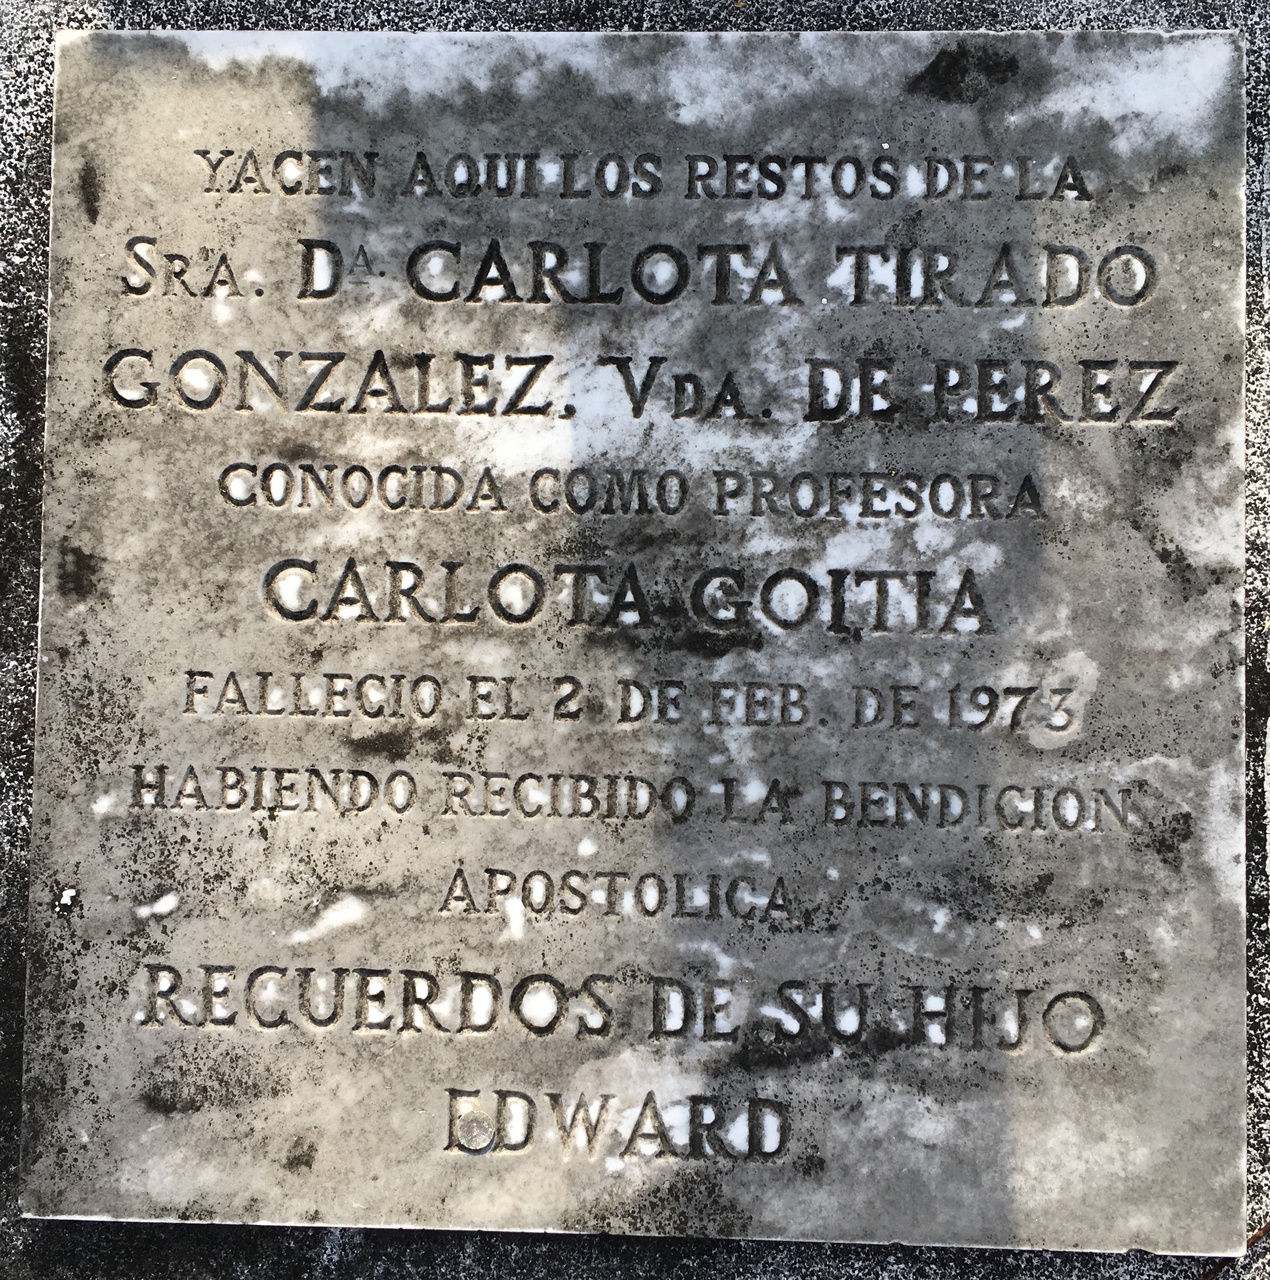 YACEN AQUI LOS RESTOS DE LA
SRA. DA. CARLOTA TIRADO
GONZALEZ. VDA. DE PEREZ
CONOCIDA COMO PROFESORA
CARLOTA GOITIA
FALLECIO EL 2 DE FEB. DE 1973
HABIENDO RECIBIDO LA BENDICION
APOSTOLICA
RECUERDOS DE SU HIJO
EDWARD